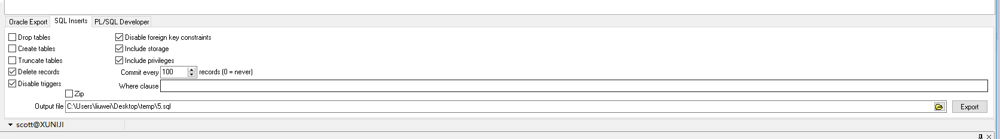 Oracle Export SQL Inserts PL/SQL Developer
Drop tables Disable foreign key constraints
Create tables Include storage
Truncate tables Include privileges
Delete records Commit every 100 records (0 = never)
Disable triggers Where clause
Zip
Output file C:\Users\liuwei\Desktop\temp\5.sql Export
scott@XUNIJI